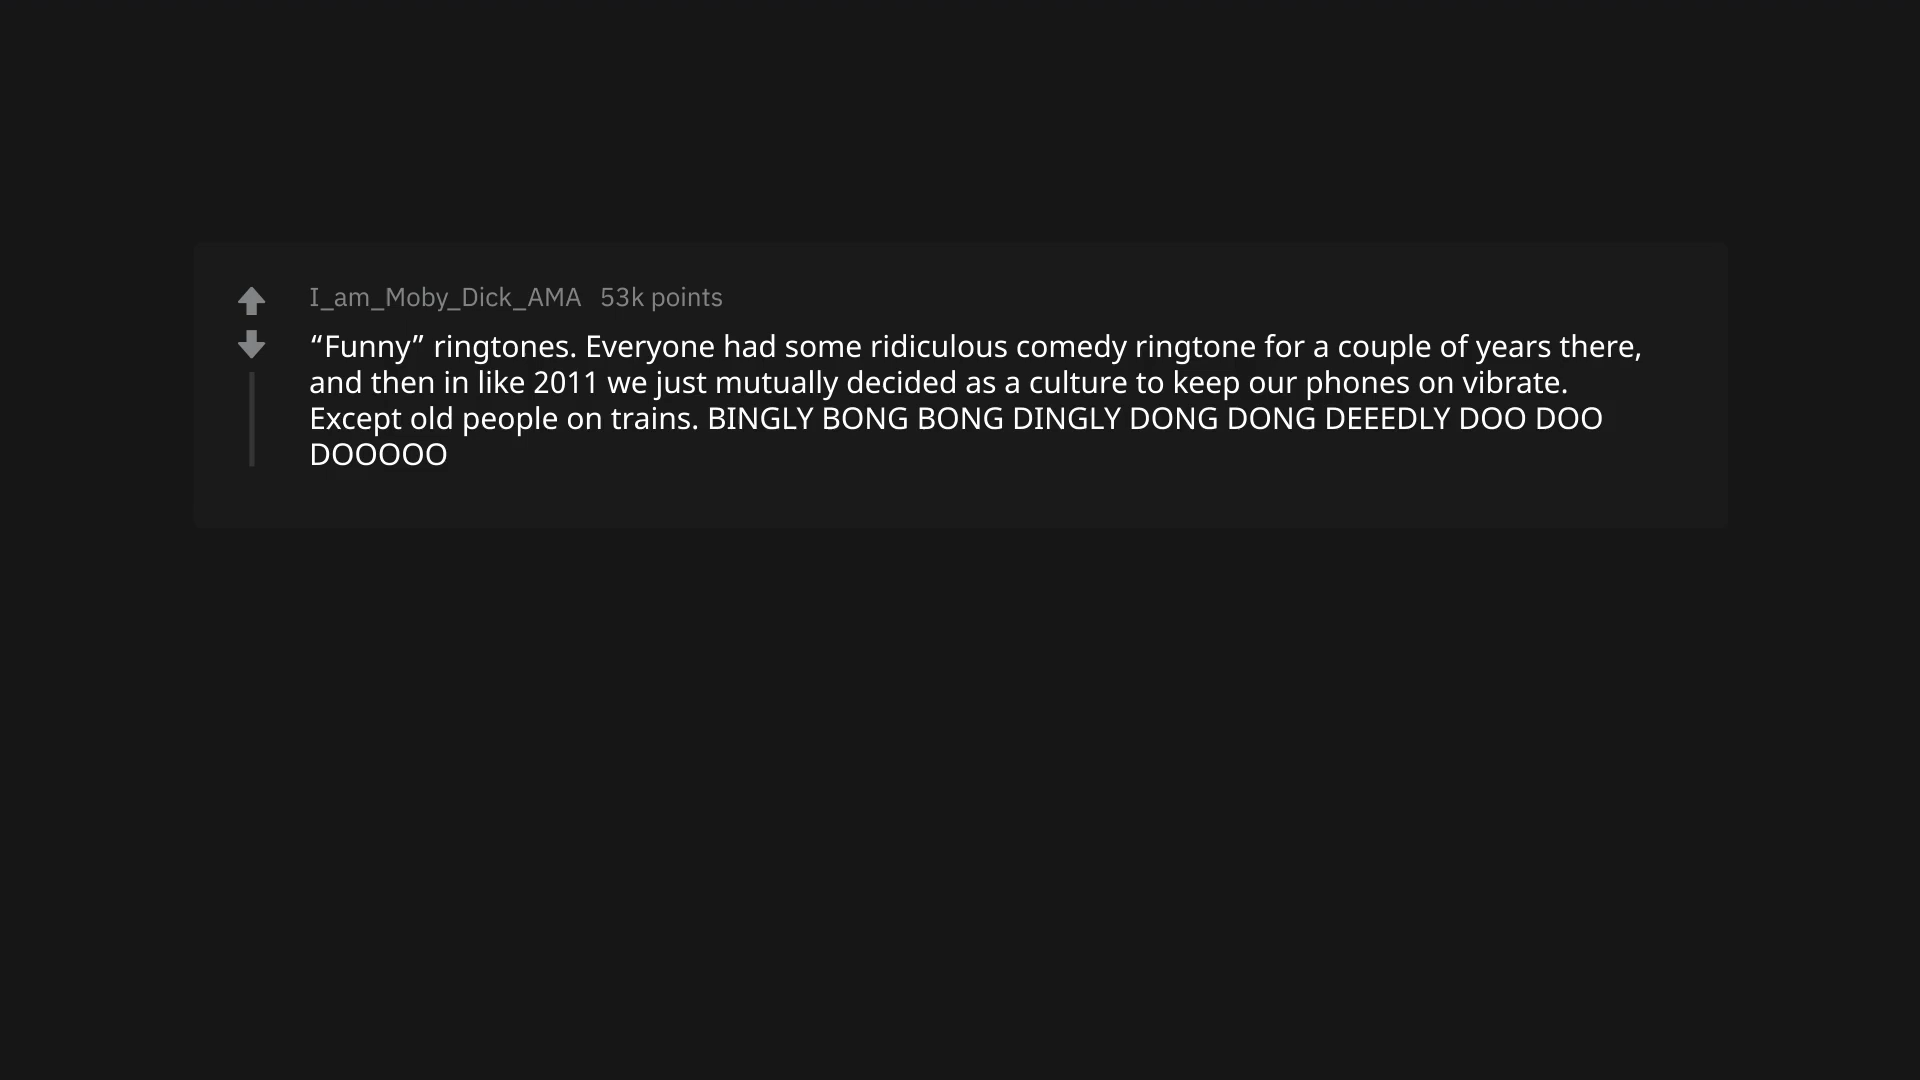 I_am_Moby_Dick_AMA 53k points
“Funny” ringtones. Everyone had some ridiculous comedy ringtone for a couple of years there,
and then in like 2011 we just mutually decided as a culture to keep our phones on vibrate.
Except old people on trains. BINGLY BONG BONG DINGLY DONG DONG DEEEDLY DOO DOO
DOOOOO